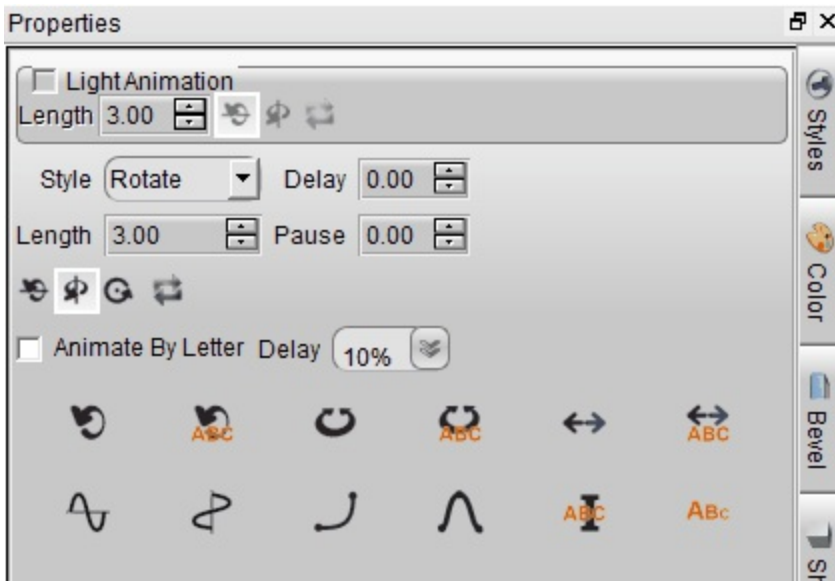 Properties
Light Animation
Length 3.00
Style Rotate Delay 0.00
Length 3.00 Pause 0.00
Animate By Letter Delay 10%
ABC ABC ABC
ABC ABC
Styles
Color
Bevel